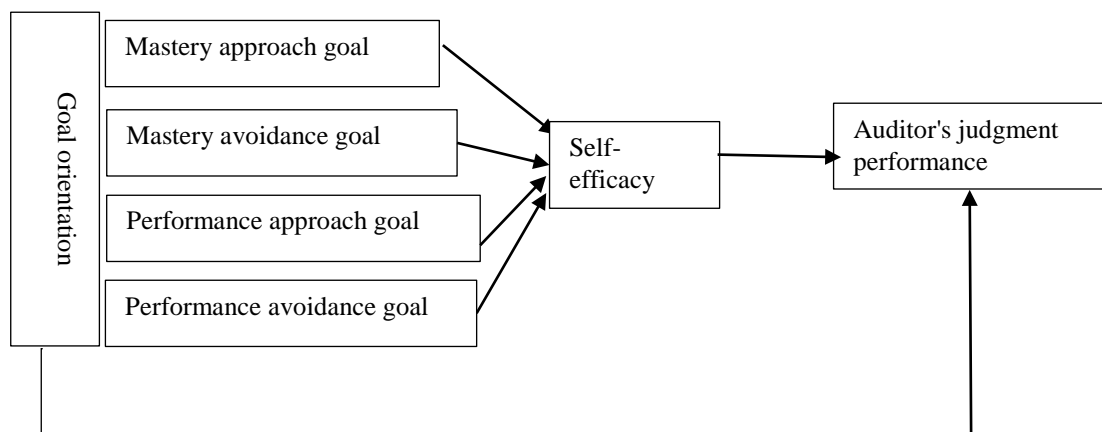 Goal orientation
Mastery approach goal
Mastery avoidance goal
Performance approach goal
Performance avoidance goal
Self-
efficacy
Auditor's judgment
performance